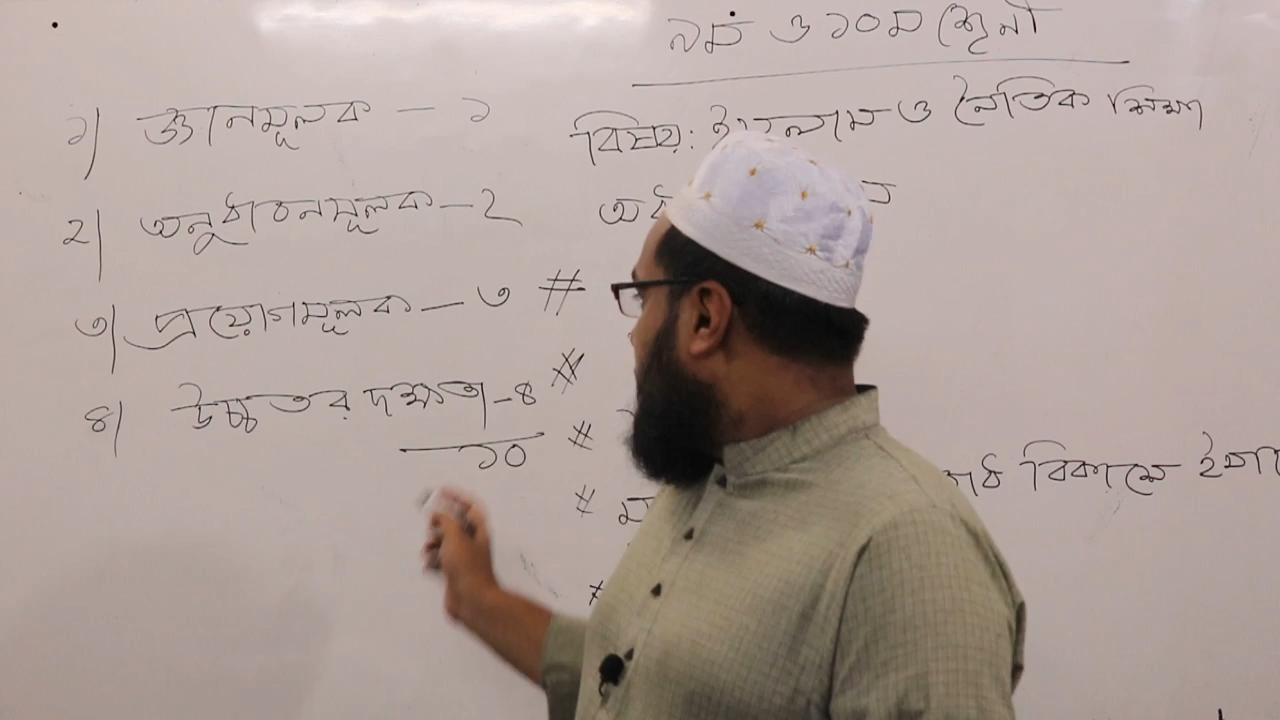 ৯ম ও ১০ম শ্রেণী
বিষয়: ইসলাম ও নৈতিক শিক্ষা
১| জ্ঞানমূলক - ১
২| অনুধাবনমূলক - ২
৩| প্রয়োগমূলক - ৩
৪| উচ্চতর দক্ষতা - ৪
১০
#
#
#
# বিকাশে
#